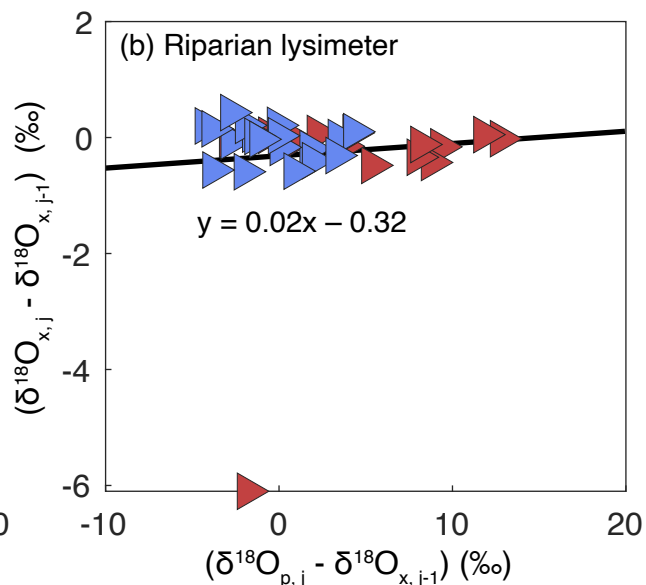 2
(b) Riparian lysimeter
0
y = 0.02x – 0.32
-2
-4
-6
(δ¹⁸Oₓ,ⱼ - δ¹⁸Oₓ,ⱼ₋₁) (‰)
0
-10
0
10
20
(δ¹⁸Oₚ,ⱼ - δ¹⁸Oₓ,ⱼ₋₁) (‰)